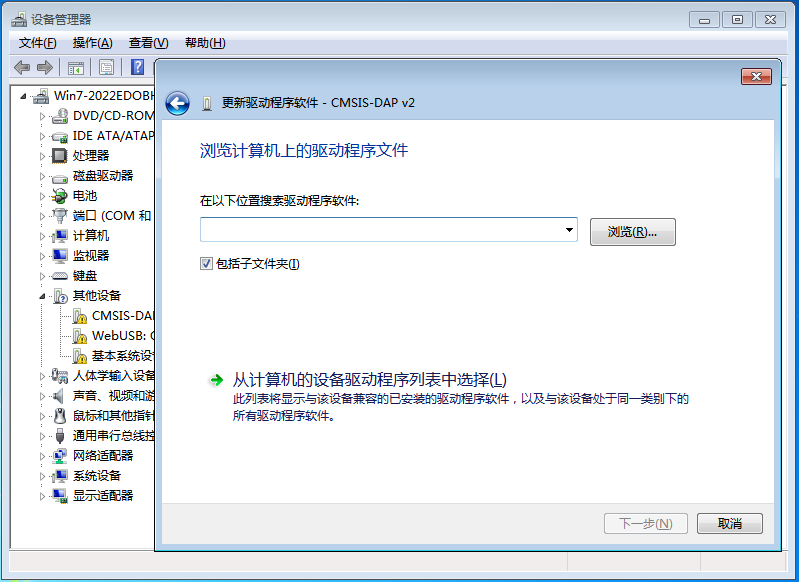 设备管理器
文件(F) 操作(A) 查看(V) 帮助(H)
更新驱动程序软件 - CMSIS-DAP v2
浏览计算机上的驱动程序文件
在以下位置搜索驱动程序软件:
浏览(R)...
包括子文件夹(I)
从计算机的设备驱动程序列表中选择(L)
此列表将显示与该设备兼容的已安装的驱动程序软件，以及与该设备处于同一类别下的
所有驱动程序软件。
下一步(N) 取消
Win7-2022EDOBH
DVD/CD-ROM
IDE ATA/ATAP
处理器
磁盘驱动器
电池
端口 (COM 和
计算机
监视器
键盘
其他设备
CMSIS-DAP
WebUSB: C
基本系统设
人体学输入设备
声音、视频和游
鼠标和其他指针
通用串行总线控
网络适配器
系统设备
显示适配器